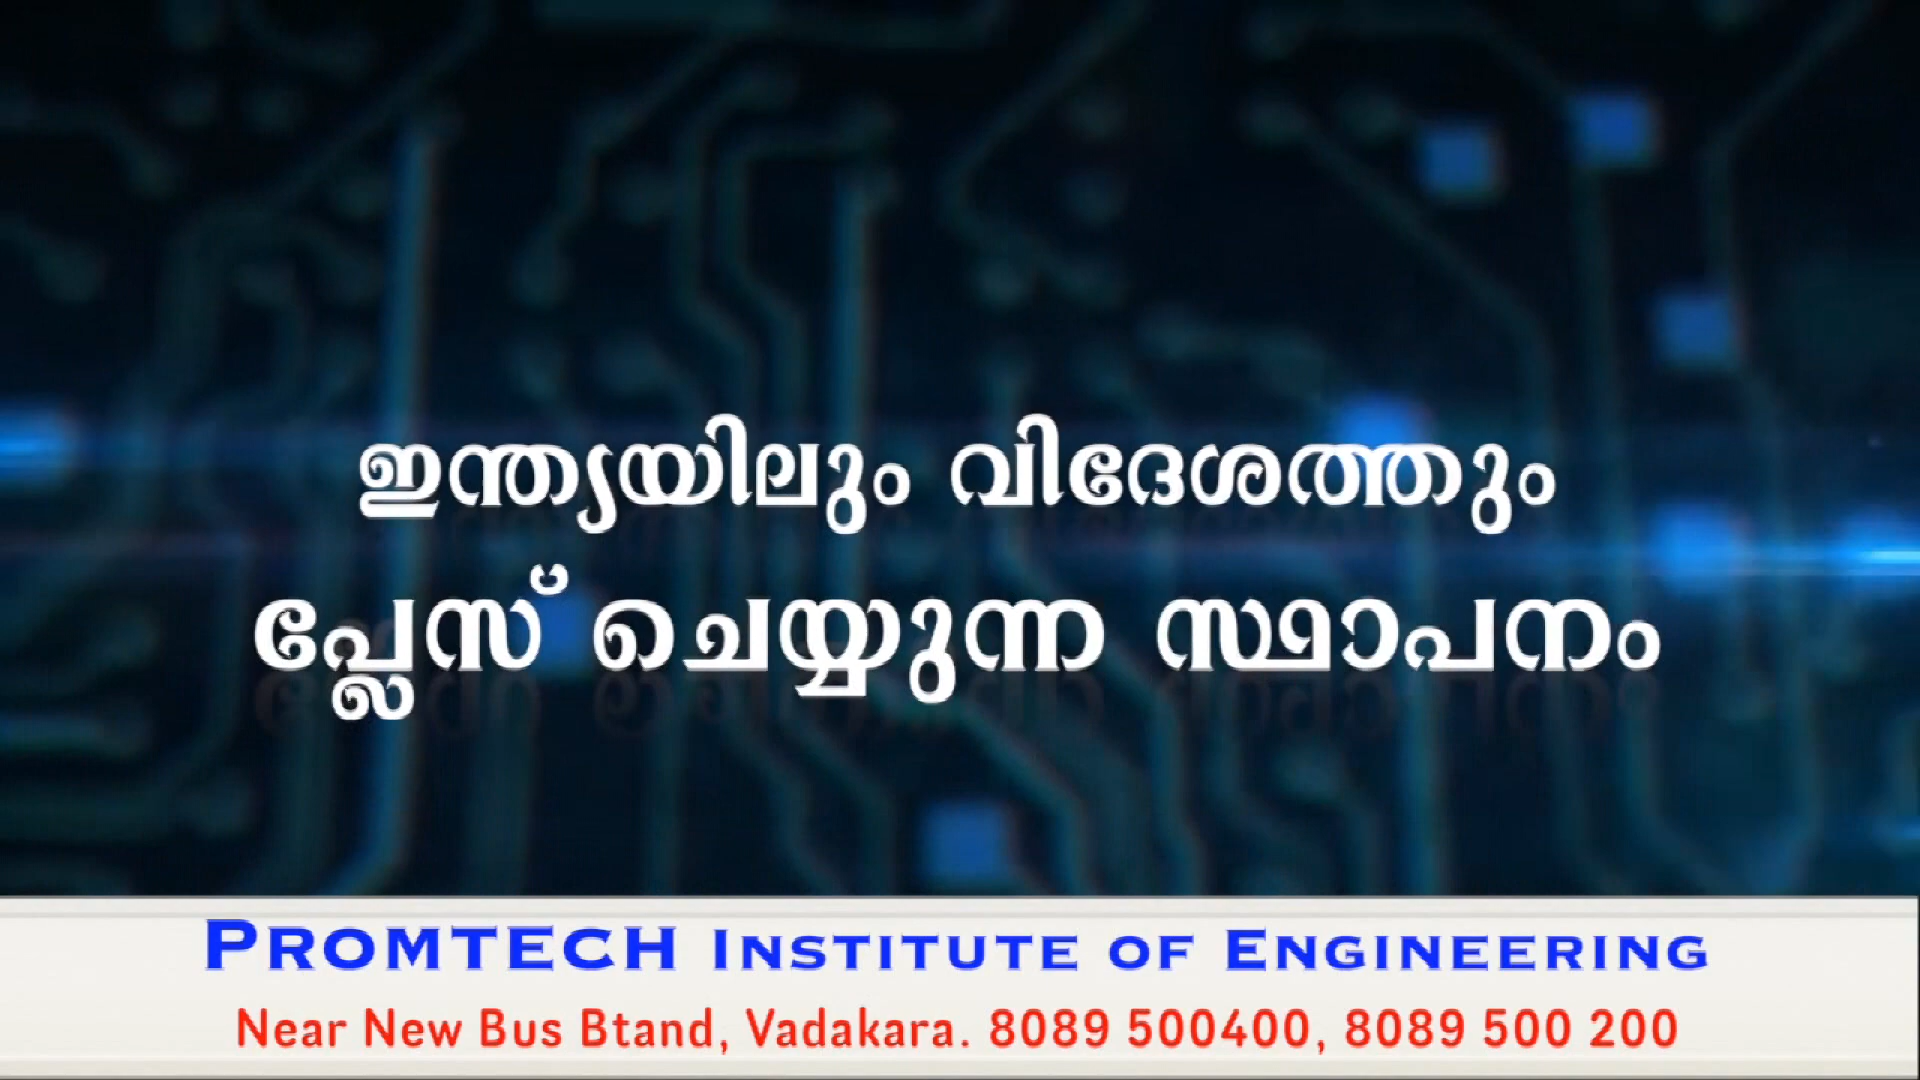 ഇന്ത്യയിലും വിദേശത്തും
പ്ലേസ് ചെയ്യുന്ന സ്ഥാപനം
PROMTECH INSTITUTE OF ENGINEERING
Near New Bus Btand, Vadakara. 8089 500400, 8089 500 200